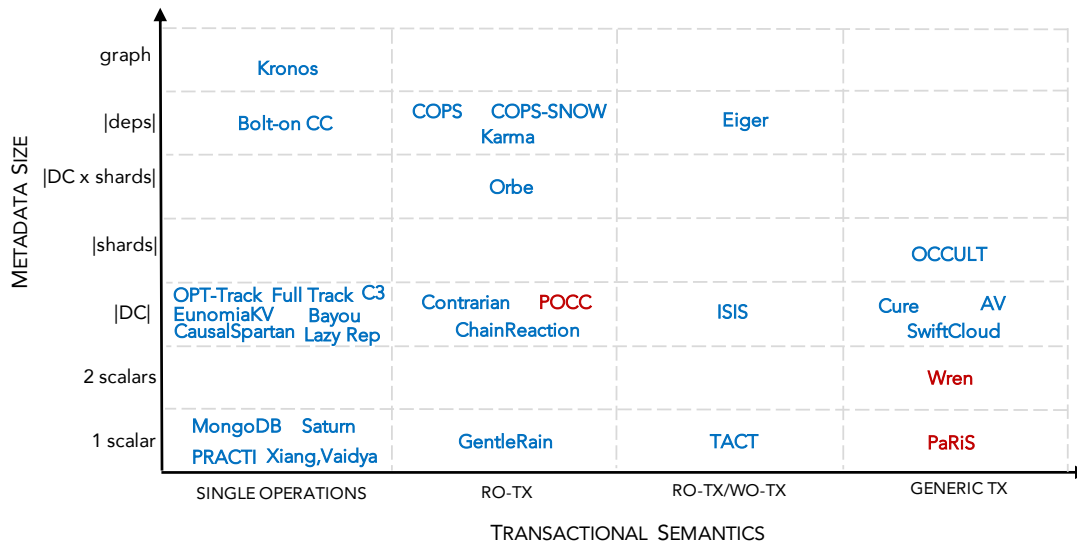 graph
Kronos
|deps|
Bolt-on CC
COPS COPS-SNOW
Karma
Eiger
|DC x shards|
Orbe
|shards|
OCCULT
|DC|
OPT-Track Full Track C3
EunomiaKV Bayou
CausalSpartan Lazy Rep
Contrarian POCC
ChainReaction
ISIS
Cure AV
SwiftCloud
2 scalars
Wren
1 scalar
MongoDB Saturn
PRACTI Xiang,Vaidya
GentleRain
TACT
PaRiS
METADATA SIZE
SINGLE OPERATIONS RO-TX RO-TX/WO-TX GENERIC TX
TRANSACTIONAL SEMANTICS